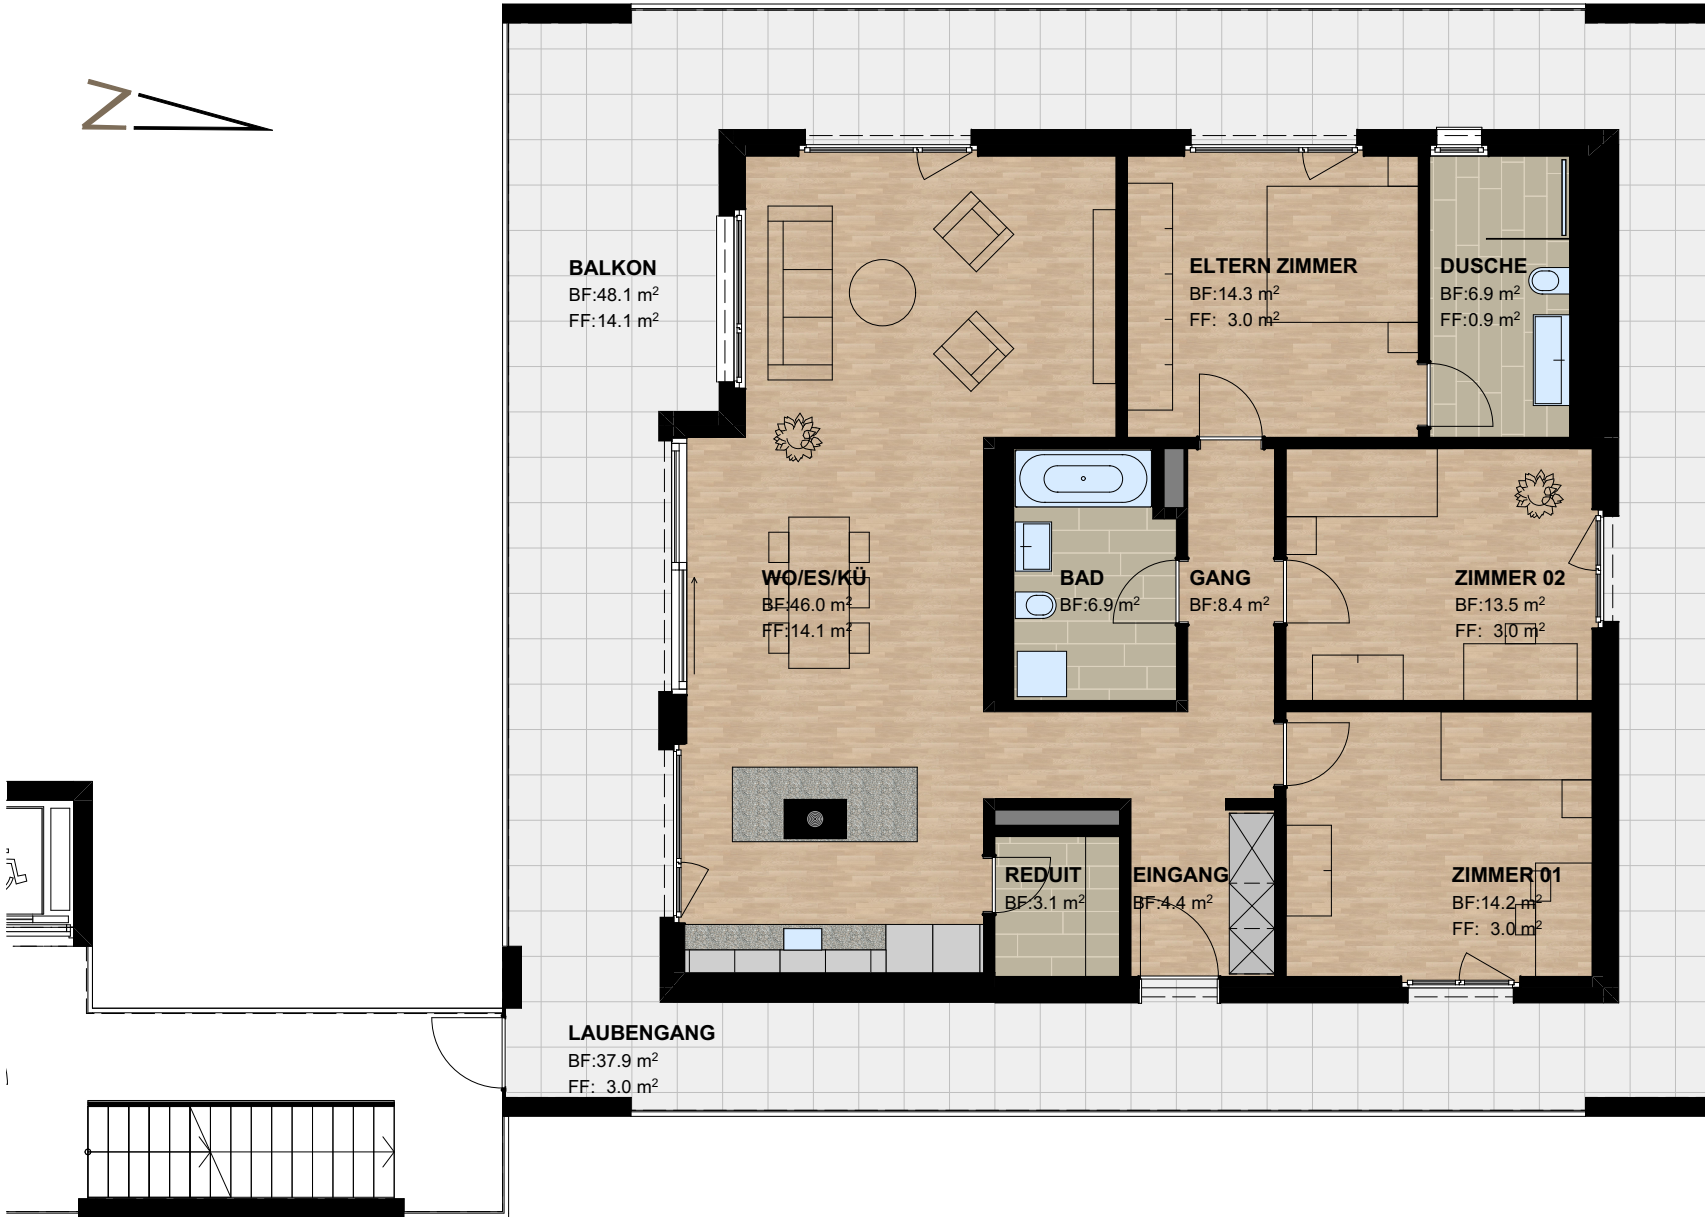 N
BALKON
BF:48.1 m²
FF:14.1 m²
ELTERN ZIMMER
BF:14.3 m²
FF: 3.0 m²
DUSCHE
BF:6.9 m²
FF:0.9 m²
WO/ES/KÜ
BF:46.0 m²
FF:14.1 m²
BAD
BF:6.9 m²
GANG
BF:8.4 m²
ZIMMER 02
BF:13.5 m²
FF: 3.0 m²
REDUIT
BF:3.1 m²
EINGANG
BF:4.4 m²
ZIMMER 01
BF:14.2 m²
FF: 3.0 m²
LAUBENGANG
BF:37.9 m²
FF: 3.0 m²